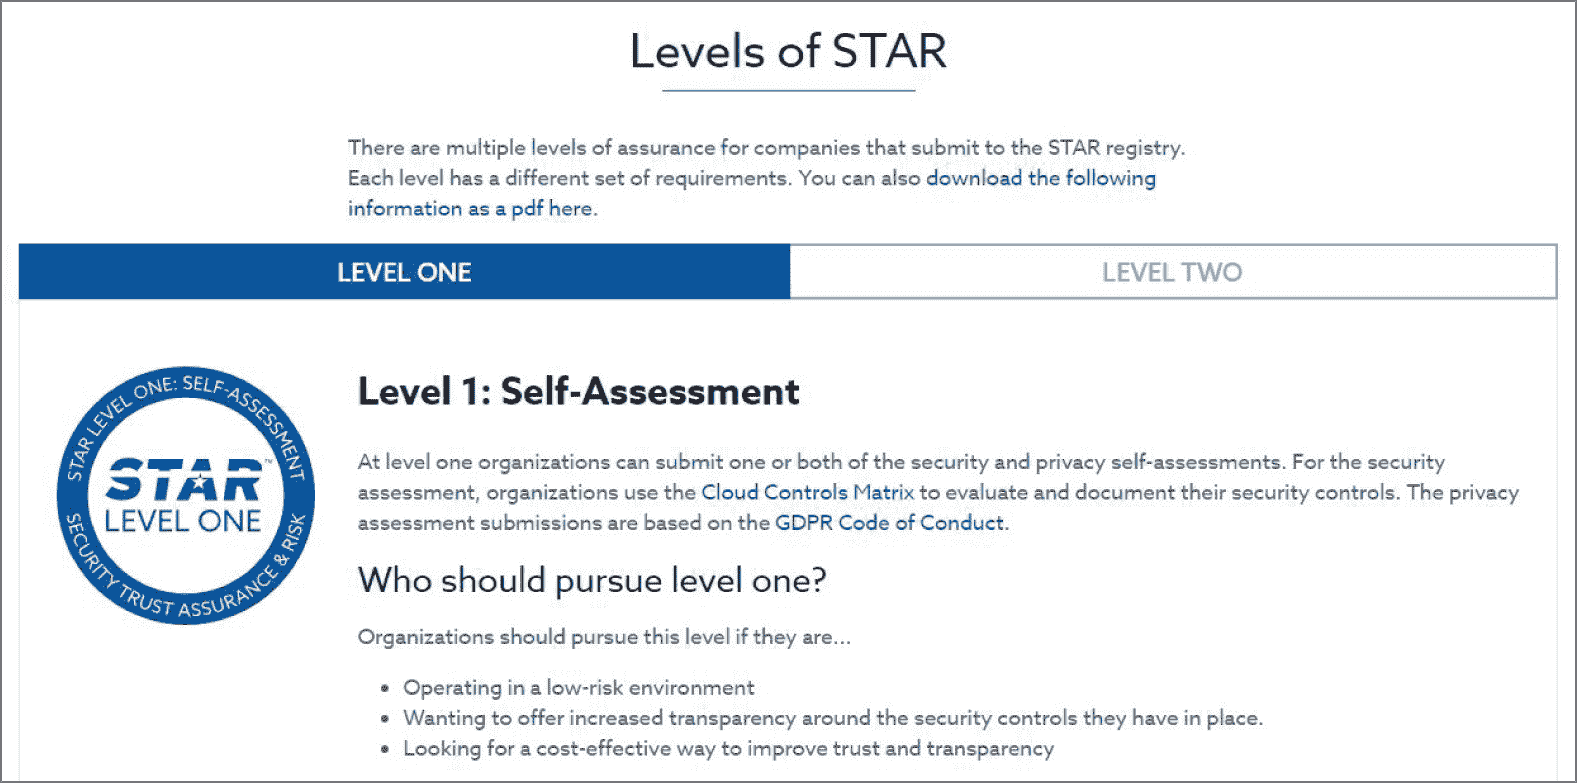 Levels of STAR
There are multiple levels of assurance for companies that submit to the STAR registry.
Each level has a different set of requirements. You can also download the following
information as a pdf here.
LEVEL ONE
LEVEL TWO
STAR LEVEL ONE: SELF-ASSESSMENT
STAR™
LEVEL ONE
SECURITY TRUST ASSURANCE & RISK
Level 1: Self-Assessment
At level one organizations can submit one or both of the security and privacy self-assessments. For the security
assessment, organizations use the Cloud Controls Matrix to evaluate and document their security controls. The privacy
assessment submissions are based on the GDPR Code of Conduct.
Who should pursue level one?
Organizations should pursue this level if they are...
• Operating in a low-risk environment
• Wanting to offer increased transparency around the security controls they have in place.
• Looking for a cost-effective way to improve trust and transparency